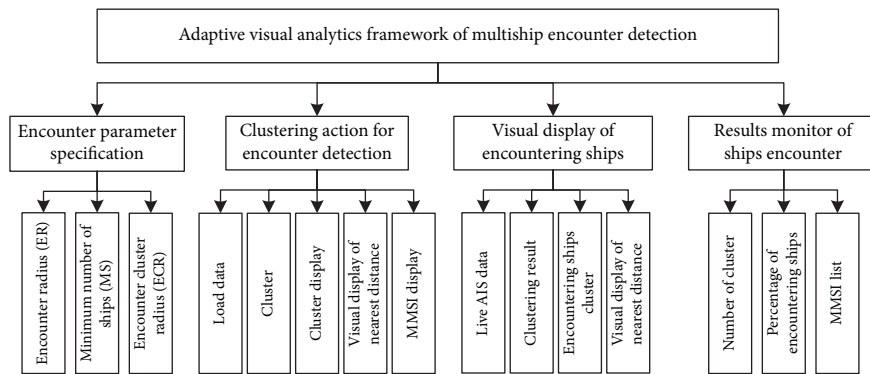 Adaptive visual analytics framework of multiship encounter detection
Encounter parameter
specification
Clustering action for
encounter detection
Visual display of
encountering ships
Results monitor of
ships encounter
Encounter radius (ER)
Minimum number of
ships (MS)
Encounter cluster
radius (ECR)
Load data
Cluster
Cluster display
Visual display of
nearest distance
MMSI display
Live AIS data
Clustering result
Encountering ships
cluster
Visual display of
nearest distance
Number of cluster
Percentage of
encountering ships
MMSI list